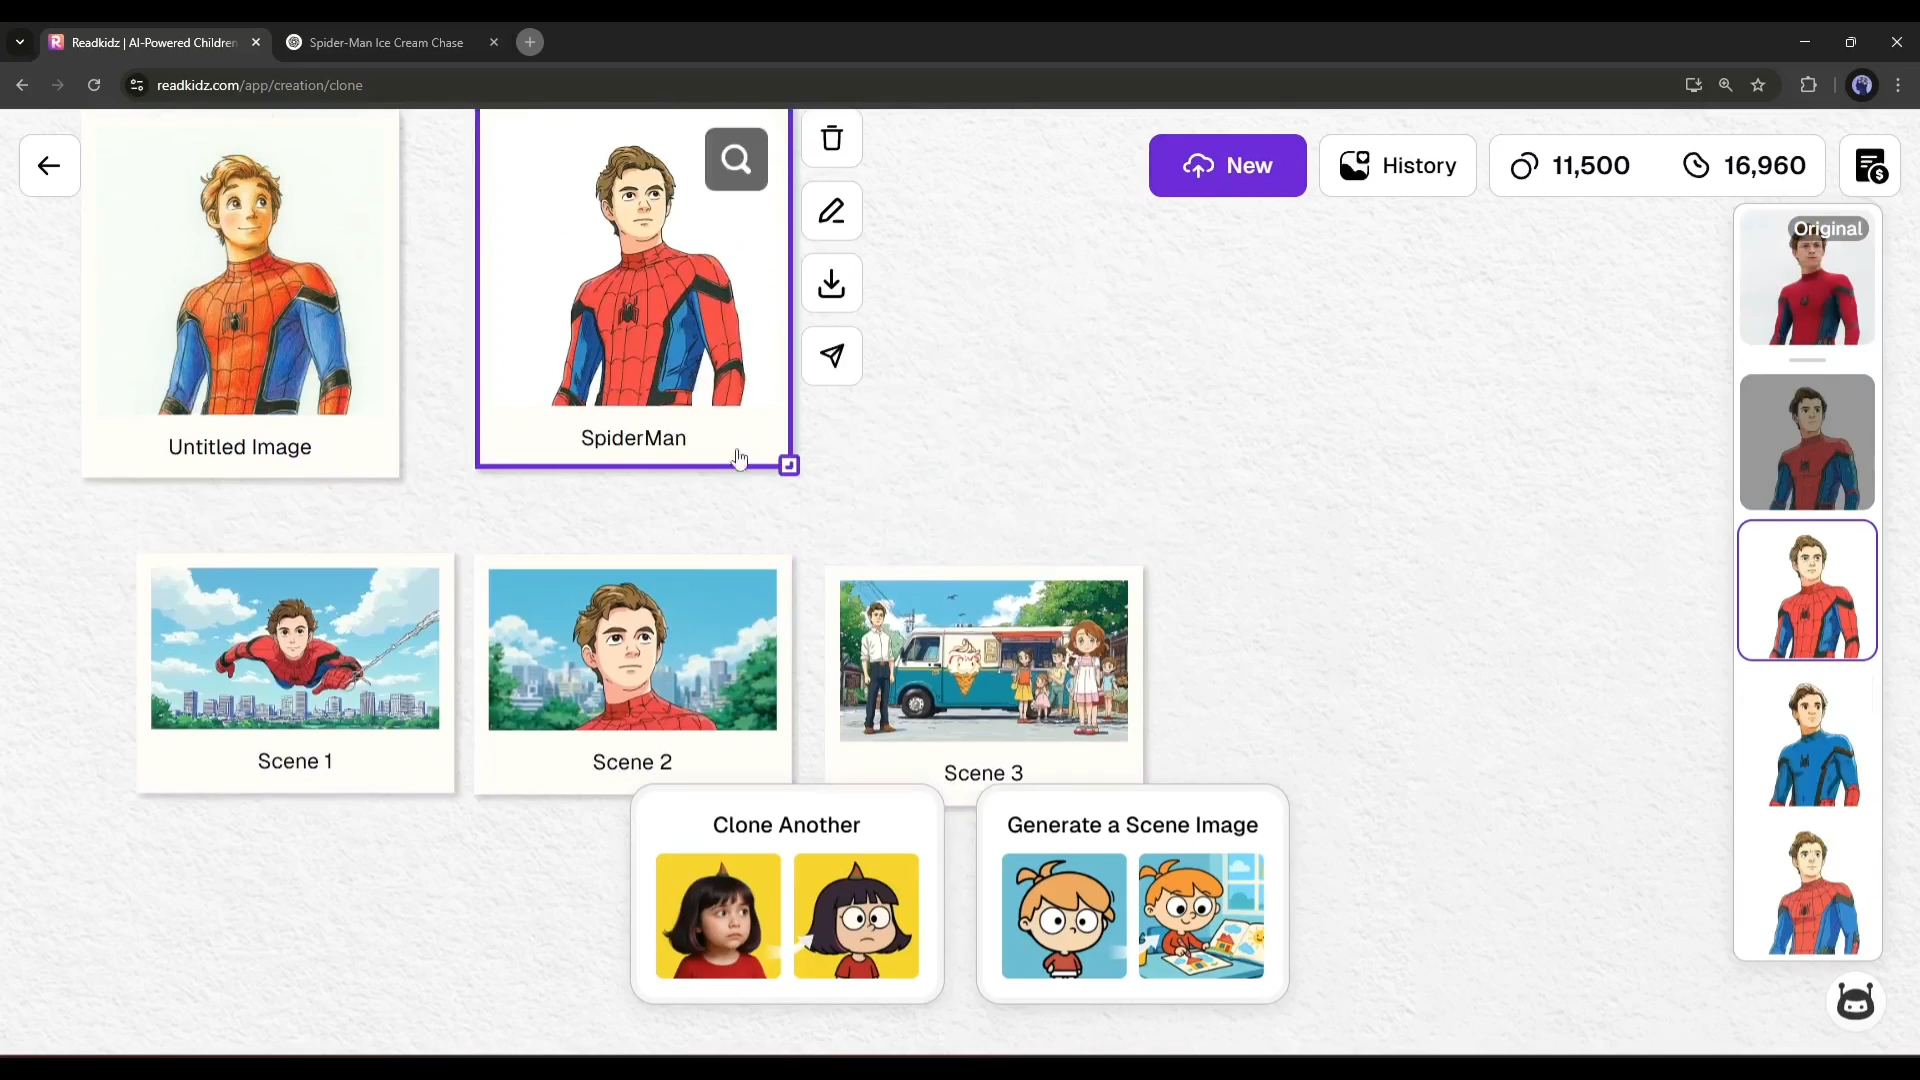 Readkidz | AI-Powered Children
Spider-Man Ice Cream Chase
readkidz.com/app/creation/clone
New
History
11,500
16,960
Original
Untitled Image
SpiderMan
Scene 1
Scene 2
Scene 3
Clone Another
Generate a Scene Image